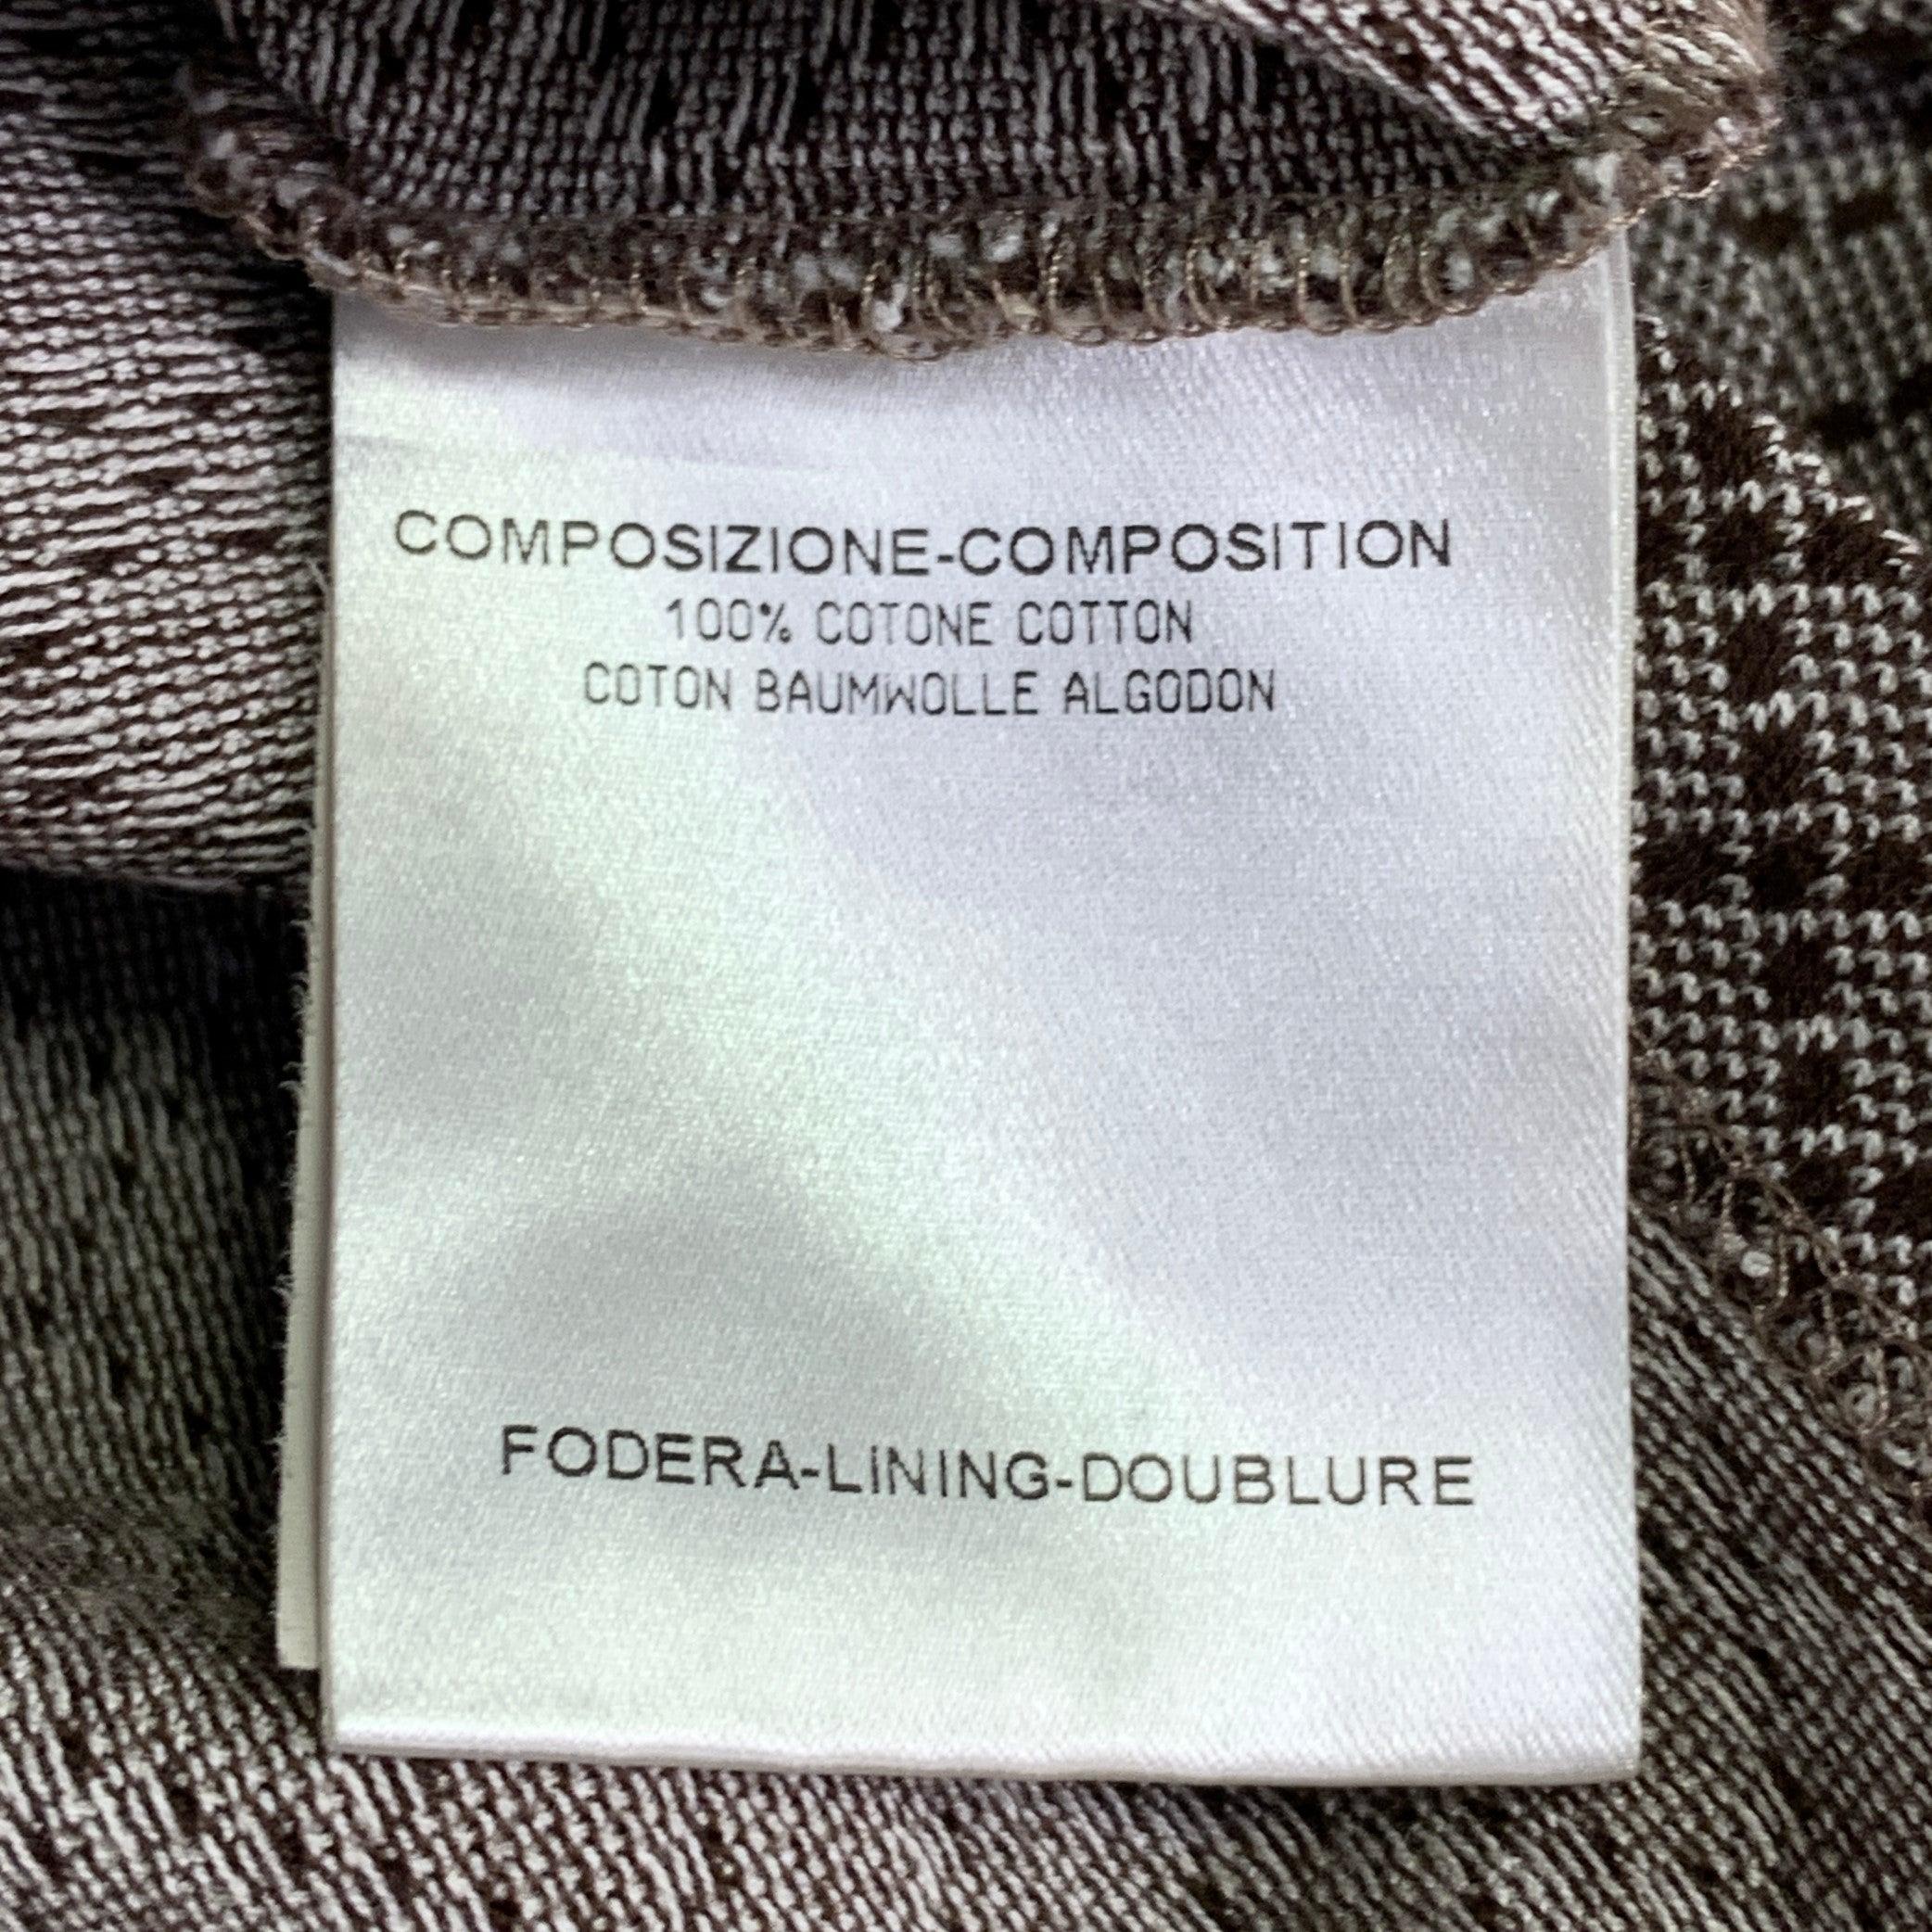 COMPOSIZIONE-COMPOSITION
100% COTONE COTTON
COTON BAUMWOLLE ALGODON
FODERA-LINING-DOUBLURE